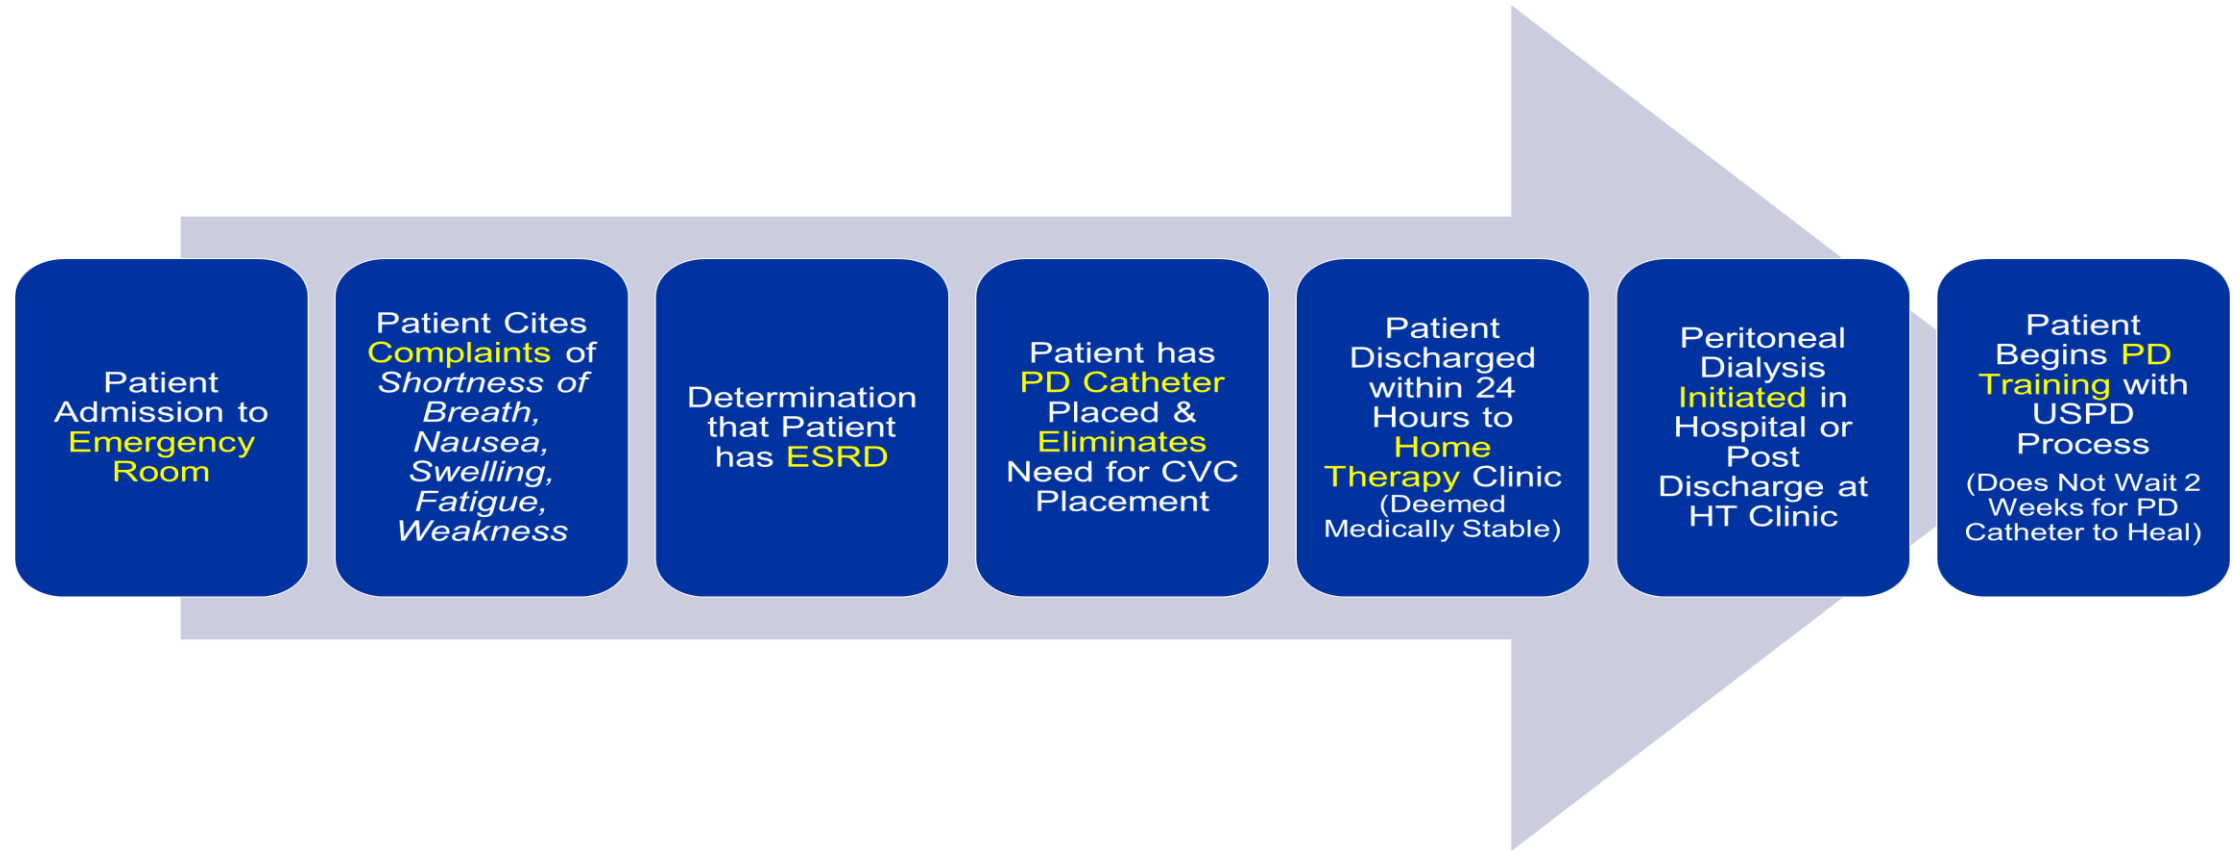 Patient
Admission to
Emergency
Room
Patient Cites
Complaints of
Shortness of
Breath,
Nausea,
Swelling,
Fatigue,
Weakness
Determination
that Patient
has ESRD
Patient has
PD Catheter
Placed &
Eliminates
Need for CVC
Placement
Patient
Discharged
within 24
Hours to
Home
Therapy Clinic
(Deemed
Medically Stable)
Peritoneal
Dialysis
Initiated in
Hospital or
Post
Discharge at
HT Clinic
Patient
Begins PD
Training with
USPD
Process
(Does Not Wait 2
Weeks for PD
Catheter to Heal)